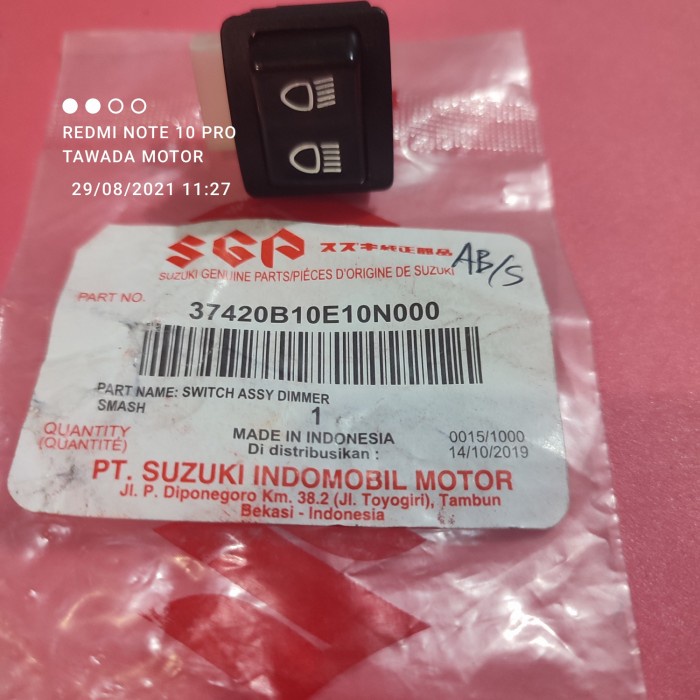 REDMI NOTE 10 PRO
TAWADA MOTOR
29/08/2021 11:27
SGP スズキ純正部品
AB/S
SUZUKI GENUINE PARTS/PIÈCES D'ORIGINE DE SUZUKI
PART NO. 37420B10E10N000
PART NAME: SWITCH ASSY DIMMER
SMASH
1
QUANTITY
(QUANTITÉ)
MADE IN INDONESIA 0015/1000
Di distribusikan : 14/10/2019
PT. SUZUKI INDOMOBIL MOTOR
Jl. P. Diponegoro Km. 38.2 (Jl. Toyogiri), Tambun
Bekasi - Indonesia